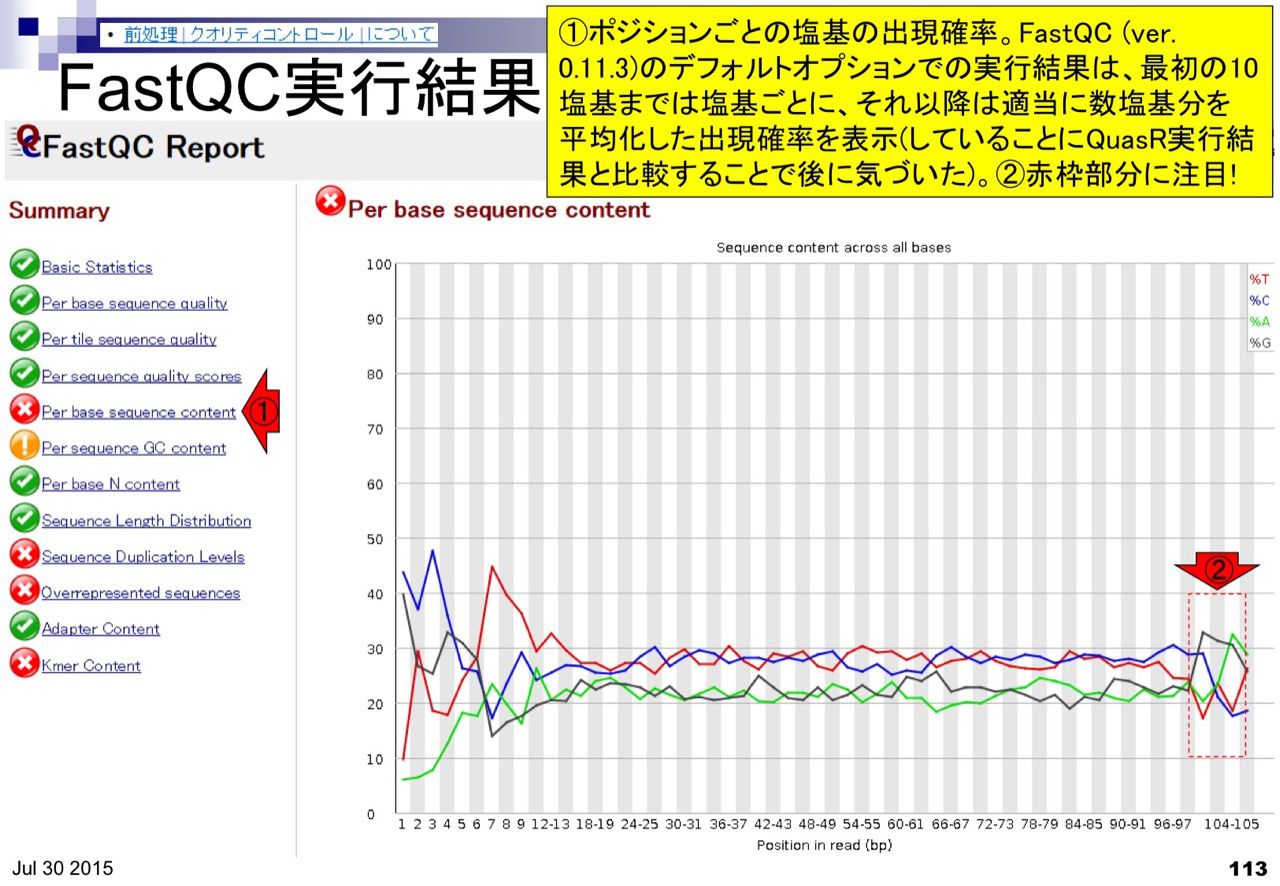 • 前処理 | クオリティコントロール | について
FastQC実行結果
①ポジションごとの塩基の出現確率。FastQC (ver.
0.11.3)のデフォルトオプションでの実行結果は、最初の10
塩基までは塩基ごとに、それ以降は適当に数塩基分を
平均化した出現確率を表示(していることにQuasR実行結
果と比較することで後に気づいた)。②赤枠部分に注目!
FastQC Report
Summary
Basic Statistics
Per base sequence quality
Per tile sequence quality
Per sequence quality scores
Per base sequence content
①
Per sequence GC content
Per base N content
Sequence Length Distribution
Sequence Duplication Levels
Overrepresented sequences
Adapter Content
Kmer Content
Per base sequence content
Sequence content across all bases
%T
%C
%A
%G
②
100
90
80
70
60
50
40
30
20
10
0
1 2 3 4 5 6 7 8 9 12-13 18-19 24-25 30-31 36-37 42-43 48-49 54-55 60-61 66-67 72-73 78-79 84-85 90-91 96-97 104-105
Position in read (bp)
Jul 30 2015
113